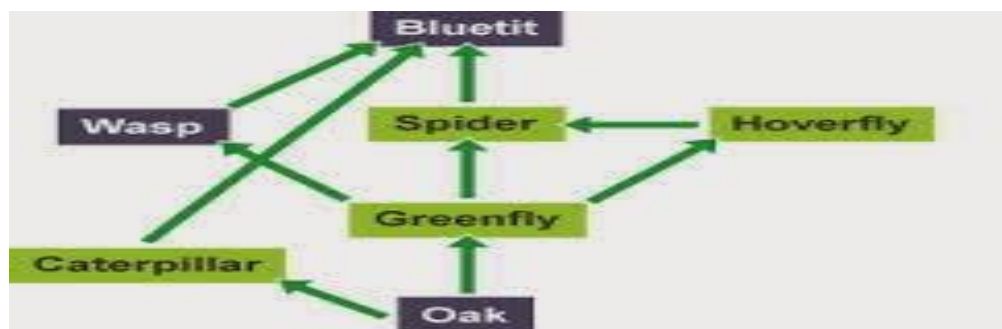 Bluetit
Wasp
Spider
Hoverfly
Greenfly
Caterpillar
Oak